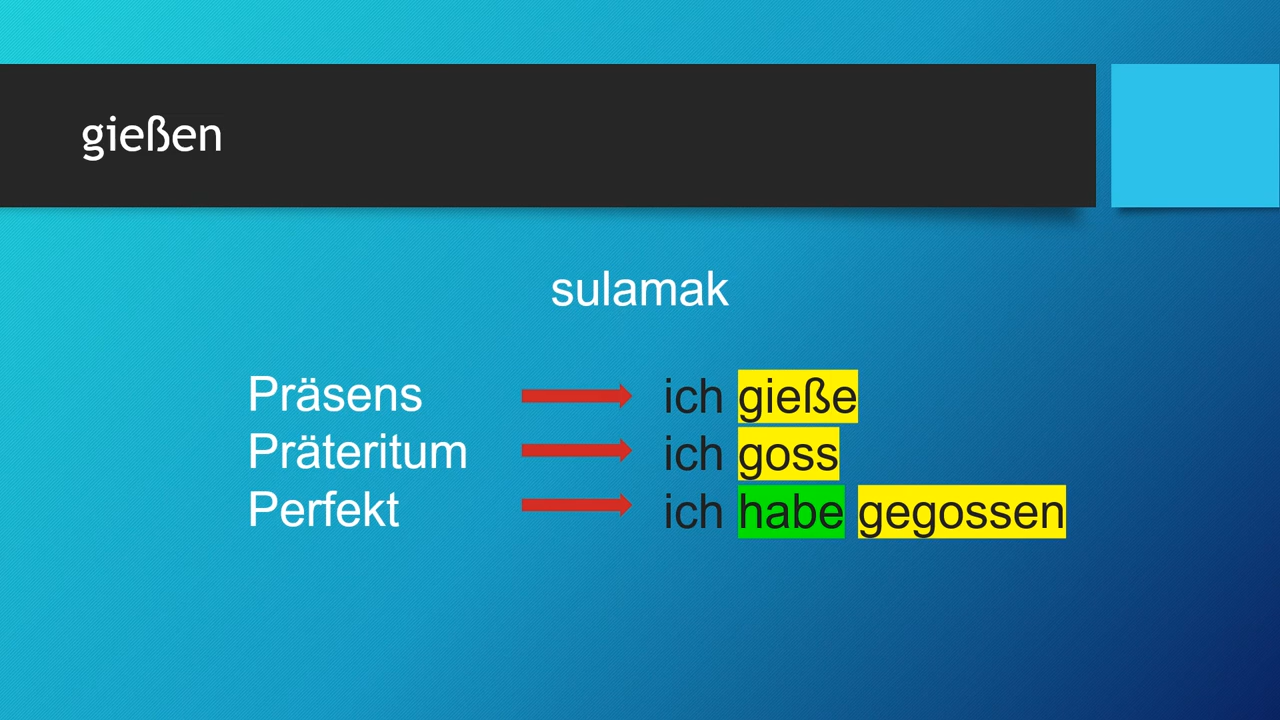 gießen
sulamak
Präsens ich gieße
Präteritum ich goss
Perfekt ich habe gegossen